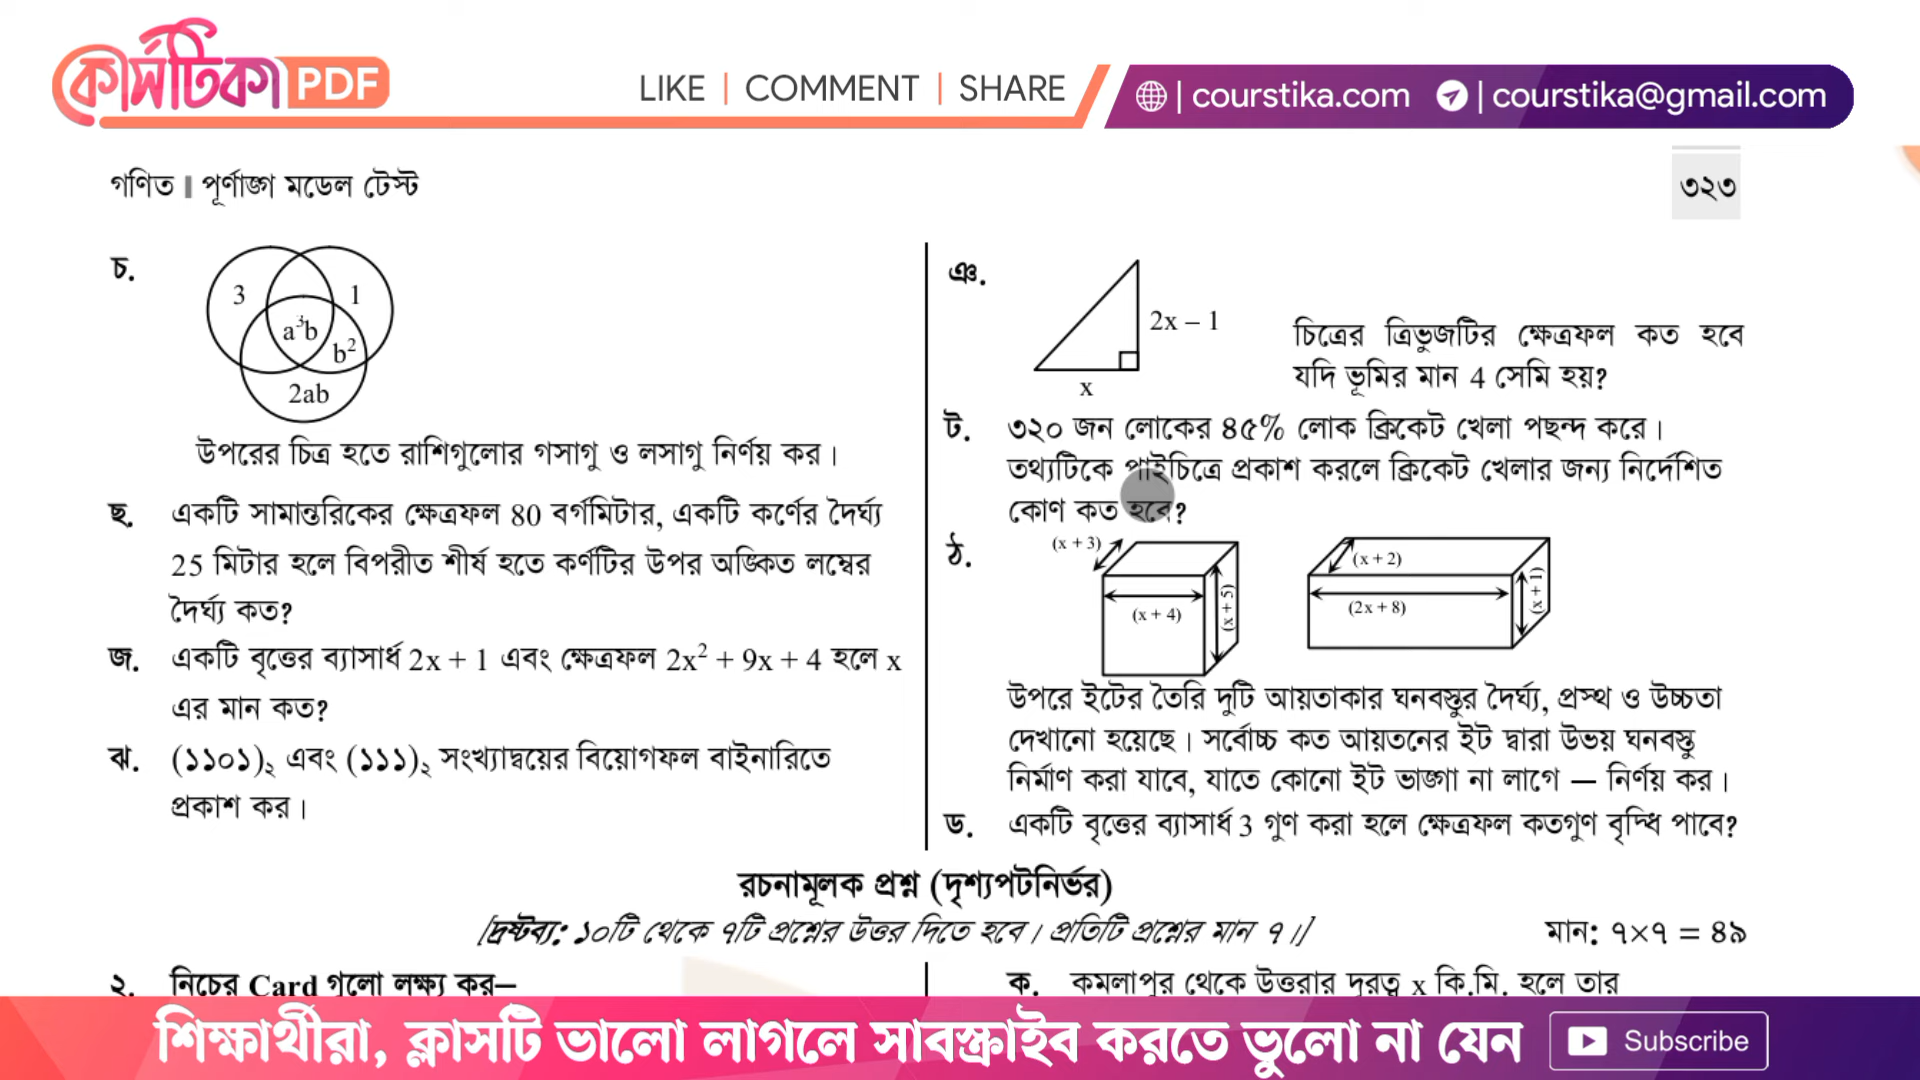 কোর্সটিকা PDF
LIKE | COMMENT | SHARE
| courstika.com | courstika@gmail.com
গণিত ॥ পূর্ণাঙ্গ মডেল টেস্ট
৩২৩
চ.
3
1
a³b
b²
2ab
উপরের চিত্র হতে রাশিগুলোর গসাগু ও লসাগু নির্ণয় কর।
ছ. একটি সামান্তরিকের ক্ষেত্রফল 80 বর্গমিটার, একটি কর্ণের দৈর্ঘ্য
25 মিটার হলে বিপরীত শীর্ষ হতে কর্ণটির উপর অঙ্কিত লম্বের
দৈর্ঘ্য কত?
জ. একটি বৃত্তের ব্যাসার্ধ 2x + 1 এবং ক্ষেত্রফল 2x² + 9x + 4 হলে x
এর মান কত?
ঝ. (১১০১)₂ এবং (১১১)₂ সংখ্যাদ্বয়ের বিয়োগফল বাইনারিতে
প্রকাশ কর।
ঞ.
2x – 1
x
চিত্রের ত্রিভুজটির ক্ষেত্রফল কত হবে
যদি ভূমির মান 4 সেমি হয়?
ট. ৩২০ জন লোকের ৪৫% লোক ক্রিকেট খেলা পছন্দ করে।
তথ্যটিকে পাইচিত্রে প্রকাশ করলে ক্রিকেট খেলার জন্য নির্দেশিত
কোণ কত হবে?
ঠ.
(x + 3)
(x + 4)
(x + 5)
(x + 2)
(2x + 8)
(x + 1)
উপরে ইটের তৈরি দুটি আয়তাকার ঘনবস্তুর দৈর্ঘ্য, প্রস্থ ও উচ্চতা
দেখানো হয়েছে। সর্বোচ্চ কত আয়তনের ইট দ্বারা উভয় ঘনবস্তু
নির্মাণ করা যাবে, যাতে কোনো ইট ভাঙ্গা না লাগে — নির্ণয় কর।
ড. একটি বৃত্তের ব্যাসার্ধ 3 গুণ করা হলে ক্ষেত্রফল কতগুণ বৃদ্ধি পাবে?
রচনামূলক প্রশ্ন (দৃশ্যপটনির্ভর)
[দ্রষ্টব্য: ১০টি থেকে ৭টি প্রশ্নের উত্তর দিতে হবে। প্রতিটি প্রশ্নের মান ৭।]
মান: ৭×৭ = ৪৯
২. নিচের Card গুলো লক্ষ্য কর—
ক. কমলাপুর থেকে উত্তরার দূরত্ব x কি.মি. হলে তার
শিক্ষার্থীরা, ক্লাসটি ভালো লাগলে সাবস্ক্রাইব করতে ভুলো না যেন
Subscribe